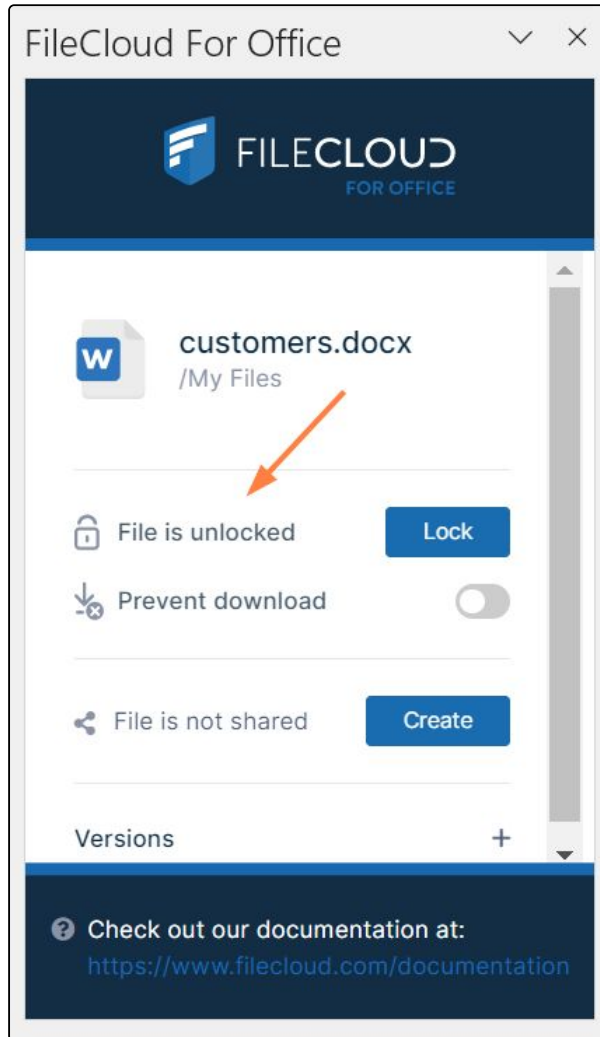 FileCloud For Office
FILECLOUD
FOR OFFICE
W
customers.docx
/My Files
File is unlocked
Lock
Prevent download
File is not shared
Create
Versions
+
? Check out our documentation at:
https://www.filecloud.com/documentation